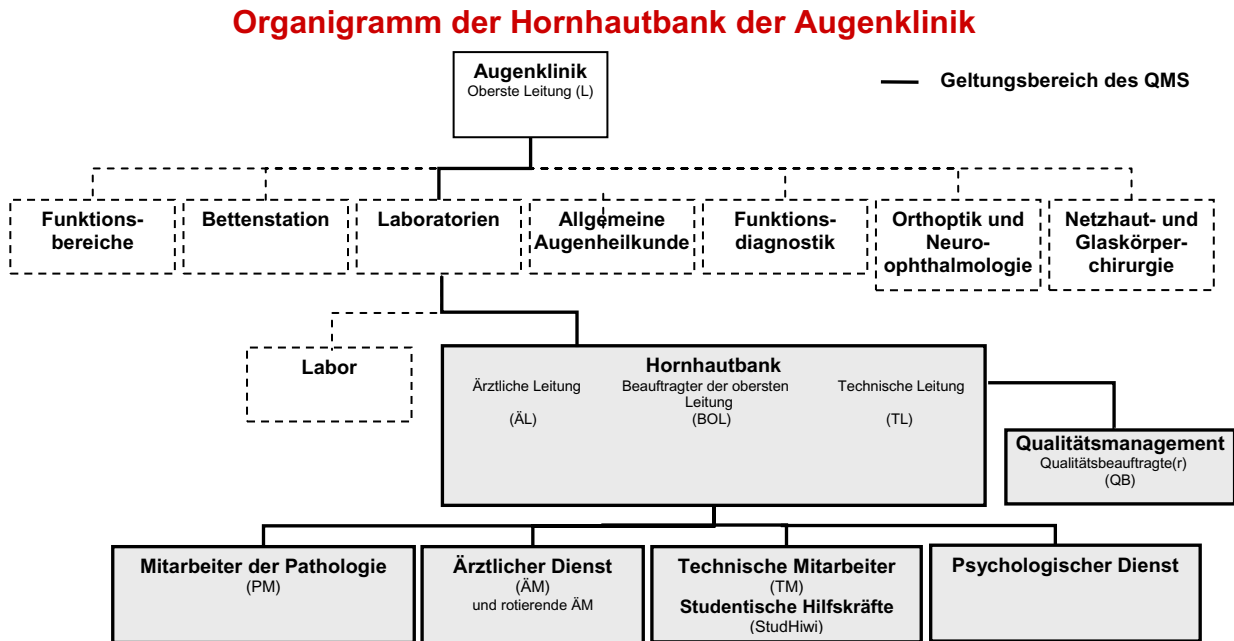 Organigramm der Hornhautbank der Augenklinik
Augenklinik
Oberste Leitung (L)
Geltungsbereich des QMS
Funktions-
bereiche
Bettenstation
Laboratorien
Allgemeine
Augenheilkunde
Funktions-
diagnostik
Orthoptik und
Neuro-
ophthalmologie
Netzhaut- und
Glaskörper-
chirurgie
Labor
Hornhautbank
Ärztliche Leitung
(ÄL)
Beauftragter der obersten
Leitung
(BOL)
Technische Leitung
(TL)
Qualitätsmanagement
Qualitätsbeauftragte(r)
(QB)
Mitarbeiter der Pathologie
(PM)
Ärztlicher Dienst
(ÄM)
und rotierende ÄM
Technische Mitarbeiter
(TM)
Studentische Hilfskräfte
(StudHiwi)
Psychologischer Dienst